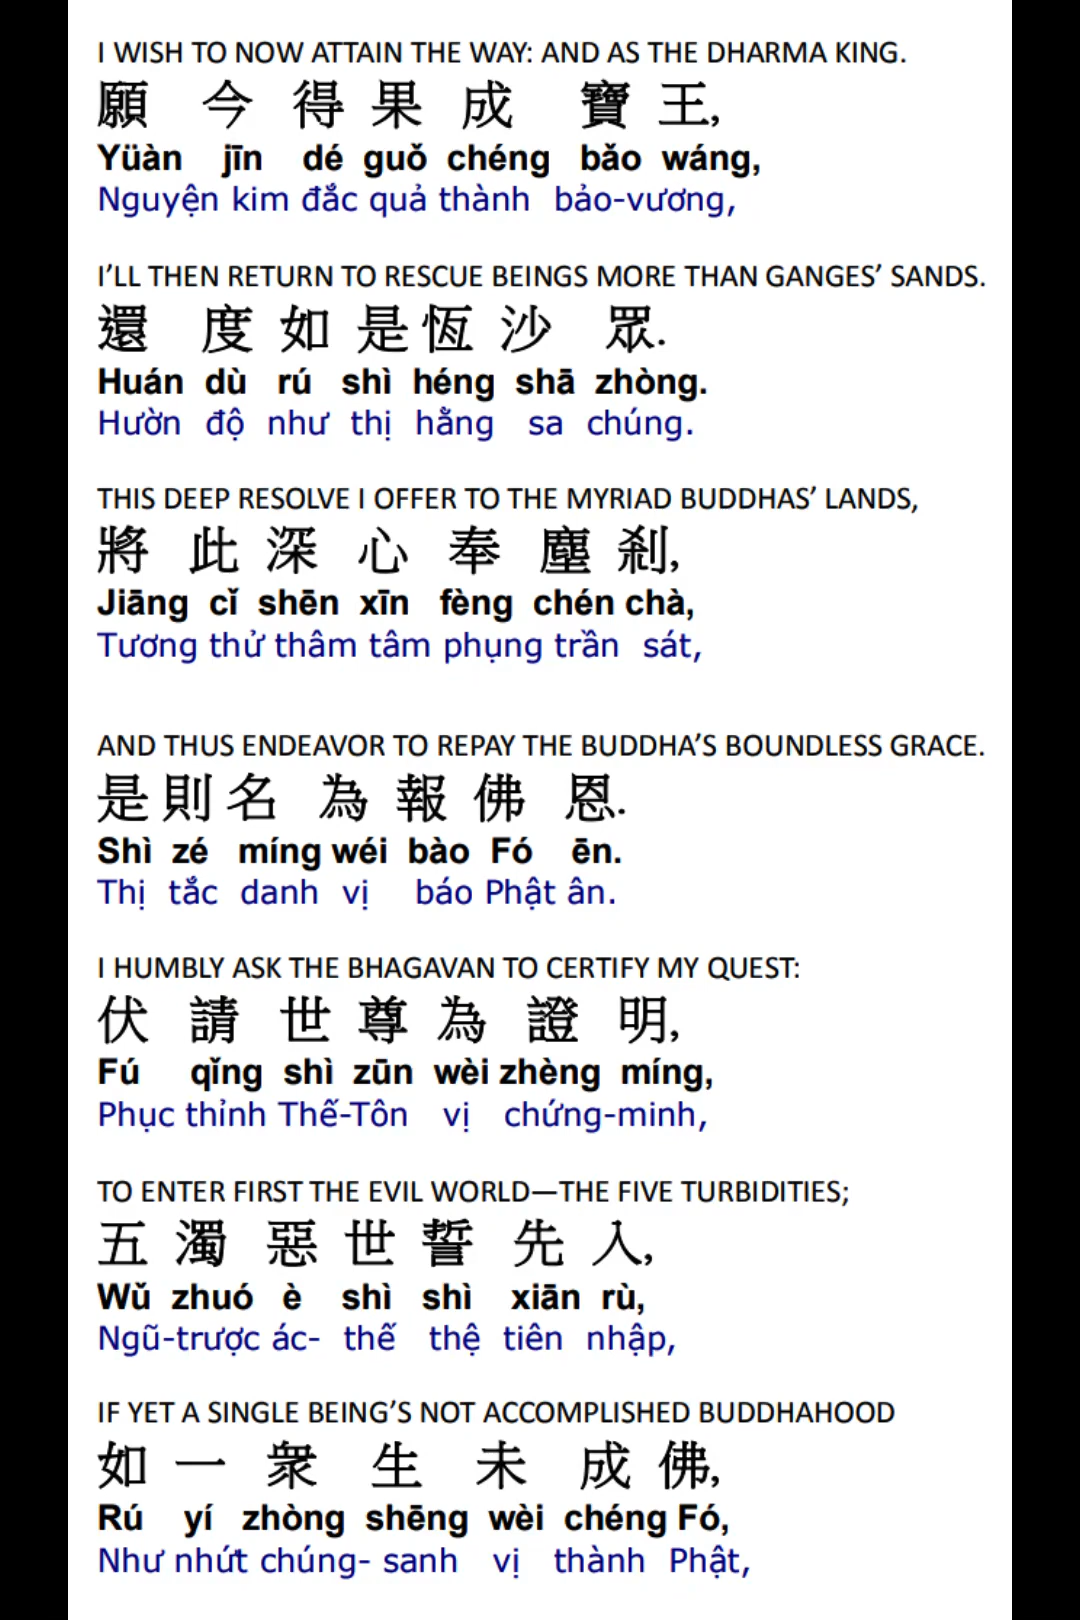 I WISH TO NOW ATTAIN THE WAY: AND AS THE DHARMA KING.
願 今 得 果 成 寶 王,
Yüàn jīn dé guǒ chéng bǎo wáng,
Nguyện kim đắc quả thành bảo-vương,
I’LL THEN RETURN TO RESCUE BEINGS MORE THAN GANGES’ SANDS.
還 度 如 是 恆 沙 眾.
Huán dù rú shì héng shā zhòng.
Hườn độ như thị hằng sa chúng.
THIS DEEP RESOLVE I OFFER TO THE MYRIAD BUDDHAS’ LANDS,
將 此 深 心 奉 塵 剎,
Jiāng cǐ shēn xīn fèng chén chà,
Tương thử thâm tâm phụng trần sát,
AND THUS ENDEAVOR TO REPAY THE BUDDHA’S BOUNDLESS GRACE.
是 則 名 為 報 佛 恩.
Shì zé míng wéi bào Fó ēn.
Thị tắc danh vị báo Phật ân.
I HUMBLY ASK THE BHAGAVAN TO CERTIFY MY QUEST:
伏 請 世 尊 為 證 明,
Fú qǐng shì zūn wèi zhèng míng,
Phục thỉnh Thế-Tôn vị chứng-minh,
TO ENTER FIRST THE EVIL WORLD—THE FIVE TURBIDITIES;
五 濁 惡 世 誓 先 入,
Wǔ zhuó è shì shì xiān rù,
Ngũ-trược ác- thế thệ tiên nhập,
IF YET A SINGLE BEING’S NOT ACCOMPLISHED BUDDHAHOOD
如 一 衆 生 未 成 佛,
Rú yí zhòng shēng wèi chéng Fó,
Như nhứt chúng- sanh vị thành Phật,